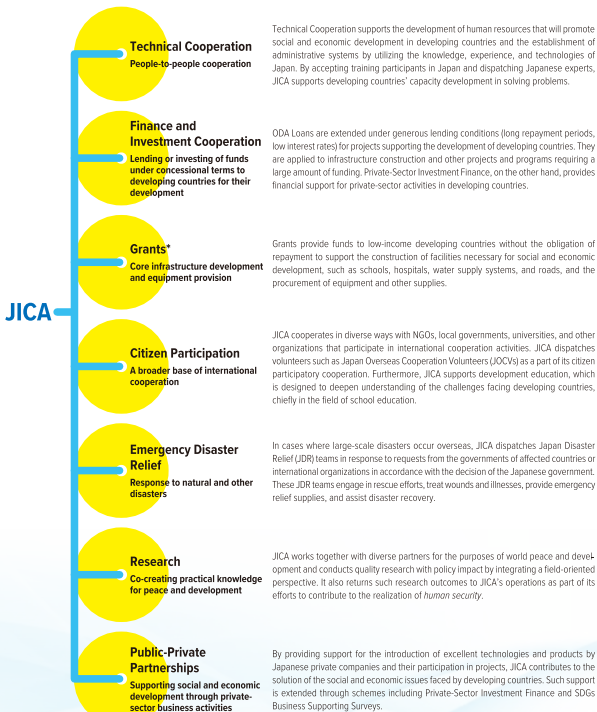 Technical Cooperation
People-to-people cooperation
Technical Cooperation supports the development of human resources that will promote
social and economic development in developing countries and the establishment of
administrative systems by utilizing the knowledge, experience, and technologies of
Japan. By accepting training participants in Japan and dispatching Japanese experts,
JICA supports developing countries' capacity development in solving problems.
Finance and
Investment Cooperation
Lending or investing of funds
under concessional terms to
developing countries for their
development
ODA Loans are extended under generous lending conditions (long repayment periods,
low interest rates) for projects supporting the development of developing countries. They
are applied to infrastructure construction and other projects and programs requiring a
large amount of funding. Private-Sector Investment Finance, on the other hand, provides
financial support for private-sector activities in developing countries.
Grants*
Core infrastructure development
and equipment provision
Grants provide funds to low-income developing countries without the obligation of
repayment to support the construction of facilities necessary for social and economic
development, such as schools, hospitals, water supply systems, and roads, and the
procurement of equipment and other supplies.
JICA
Citizen Participation
A broader base of international
cooperation
JICA cooperates in diverse ways with NGOs, local governments, universities, and other
organizations that participate in international cooperation activities. JICA dispatches
volunteers such as Japan Overseas Cooperation Volunteers (JOCVs) as a part of its citizen
participatory cooperation. Furthermore, JICA supports development education, which
is designed to deepen understanding of the challenges facing developing countries,
chiefly in the field of school education.
Emergency Disaster
Relief
Response to natural and other
disasters
In cases where large-scale disasters occur overseas, JICA dispatches Japan Disaster
Relief (JDR) teams in response to requests from the governments of affected countries or
international organizations in accordance with the decision of the Japanese government.
These JDR teams engage in rescue efforts, treat wounds and illnesses, provide emergency
relief supplies, and assist disaster recovery.
Research
Co-creating practical knowledge
for peace and development
JICA works together with diverse partners for the purposes of world peace and devel-
opment and conducts quality research with policy impact by integrating a field-oriented
perspective. It also returns such research outcomes to JICA's operations as part of its
efforts to contribute to the realization of human security.
Public-Private
Partnerships
Supporting social and economic
development through private-
sector business activities
By providing support for the introduction of excellent technologies and products by
Japanese private companies and their participation in projects, JICA contributes to the
solution of the social and economic issues faced by developing countries. Such support
is extended through schemes including Private-Sector Investment Finance and SDGs
Business Supporting Surveys.